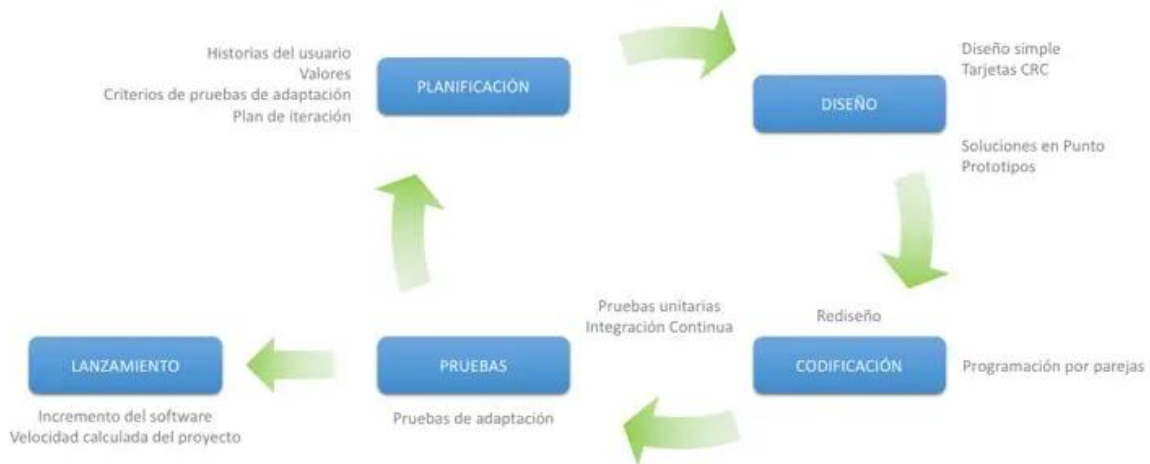 Historias del usuario
Valores
Criterios de pruebas de adaptación
Plan de iteración
PLANIFICACIÓN
Diseño simple
Tarjetas CRC
DISEÑO
Soluciones en Punto
Prototipos
Rediseño
CODIFICACIÓN
Programación por parejas
Pruebas unitarias
Integración Continua
PRUEBAS
Pruebas de adaptación
LANZAMIENTO
Incremento del software
Velocidad calculada del proyecto